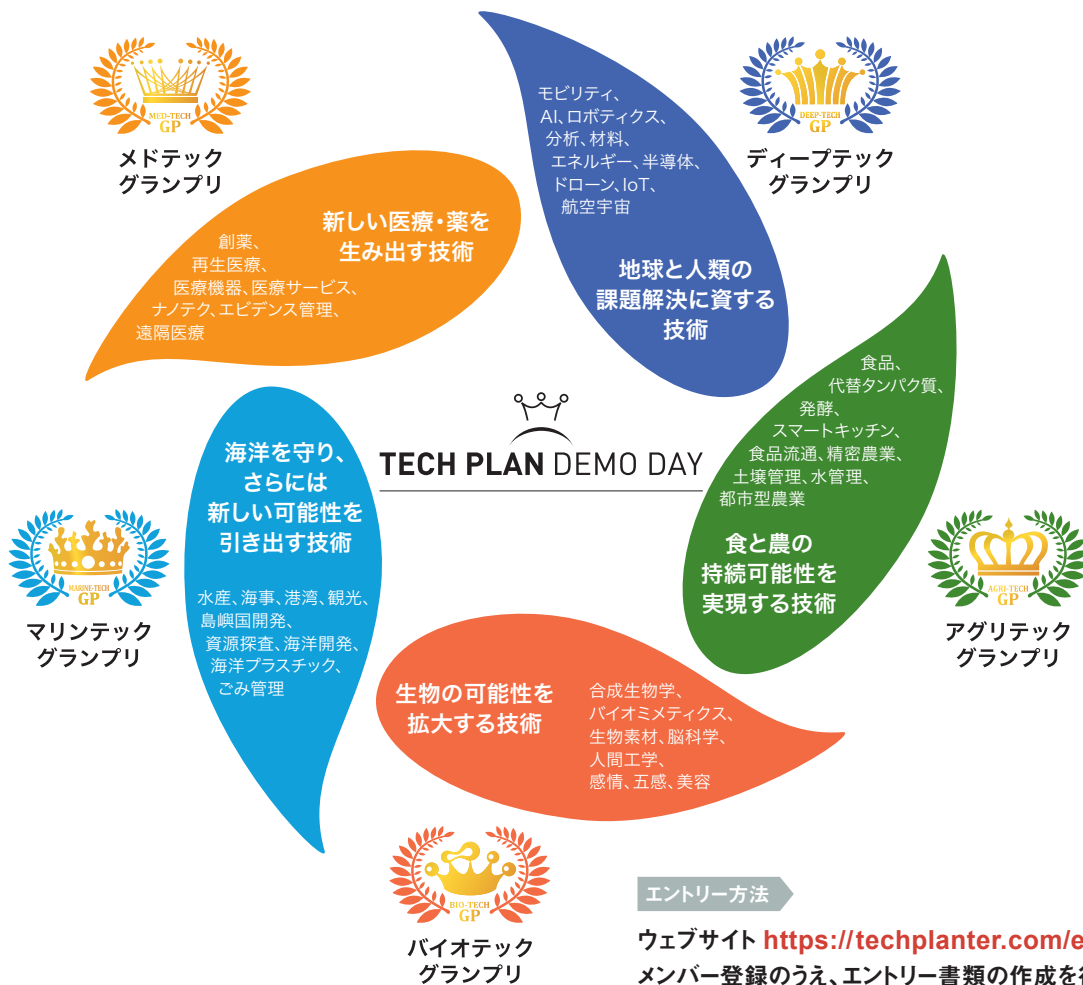 MED-TECH
GP
メドテック
グランプリ
新しい医療・薬を
生み出す技術
創薬、
再生医療、
医療機器、医療サービス、
ナノテク、エビデンス管理、
遠隔医療
モビリティ、
AI、ロボティクス、
分析、材料、
エネルギー、半導体、
ドローン、IoT、
航空宇宙
地球と人類の
課題解決に資する
技術
DEEP-TECH
GP
ディープテック
グランプリ
TECH PLAN DEMO DAY
食品、
代替タンパク質、
発酵、
スマートキッチン、
食品流通、精密農業、
土壌管理、水管理、
都市型農業
食と農の
持続可能性を
実現する技術
AGRI-TECH
GP
アグリテック
グランプリ
海洋を守り、
さらには
新しい可能性を
引き出す技術
水産、海事、港湾、観光、
島嶼国開発、
資源探査、海洋開発、
海洋プラスチック、
ごみ管理
MARINE-TECH
GP
マリンテック
グランプリ
生物の可能性を
拡大する技術
合成生物学、
バイオミメティクス、
生物素材、脳科学、
人間工学、
感情、五感、美容
BIO-TECH
GP
バイオテック
グランプリ
エントリー方法
ウェブサイト https://techplanter.com/e
メンバー登録のうえ、エントリー書類の作成を